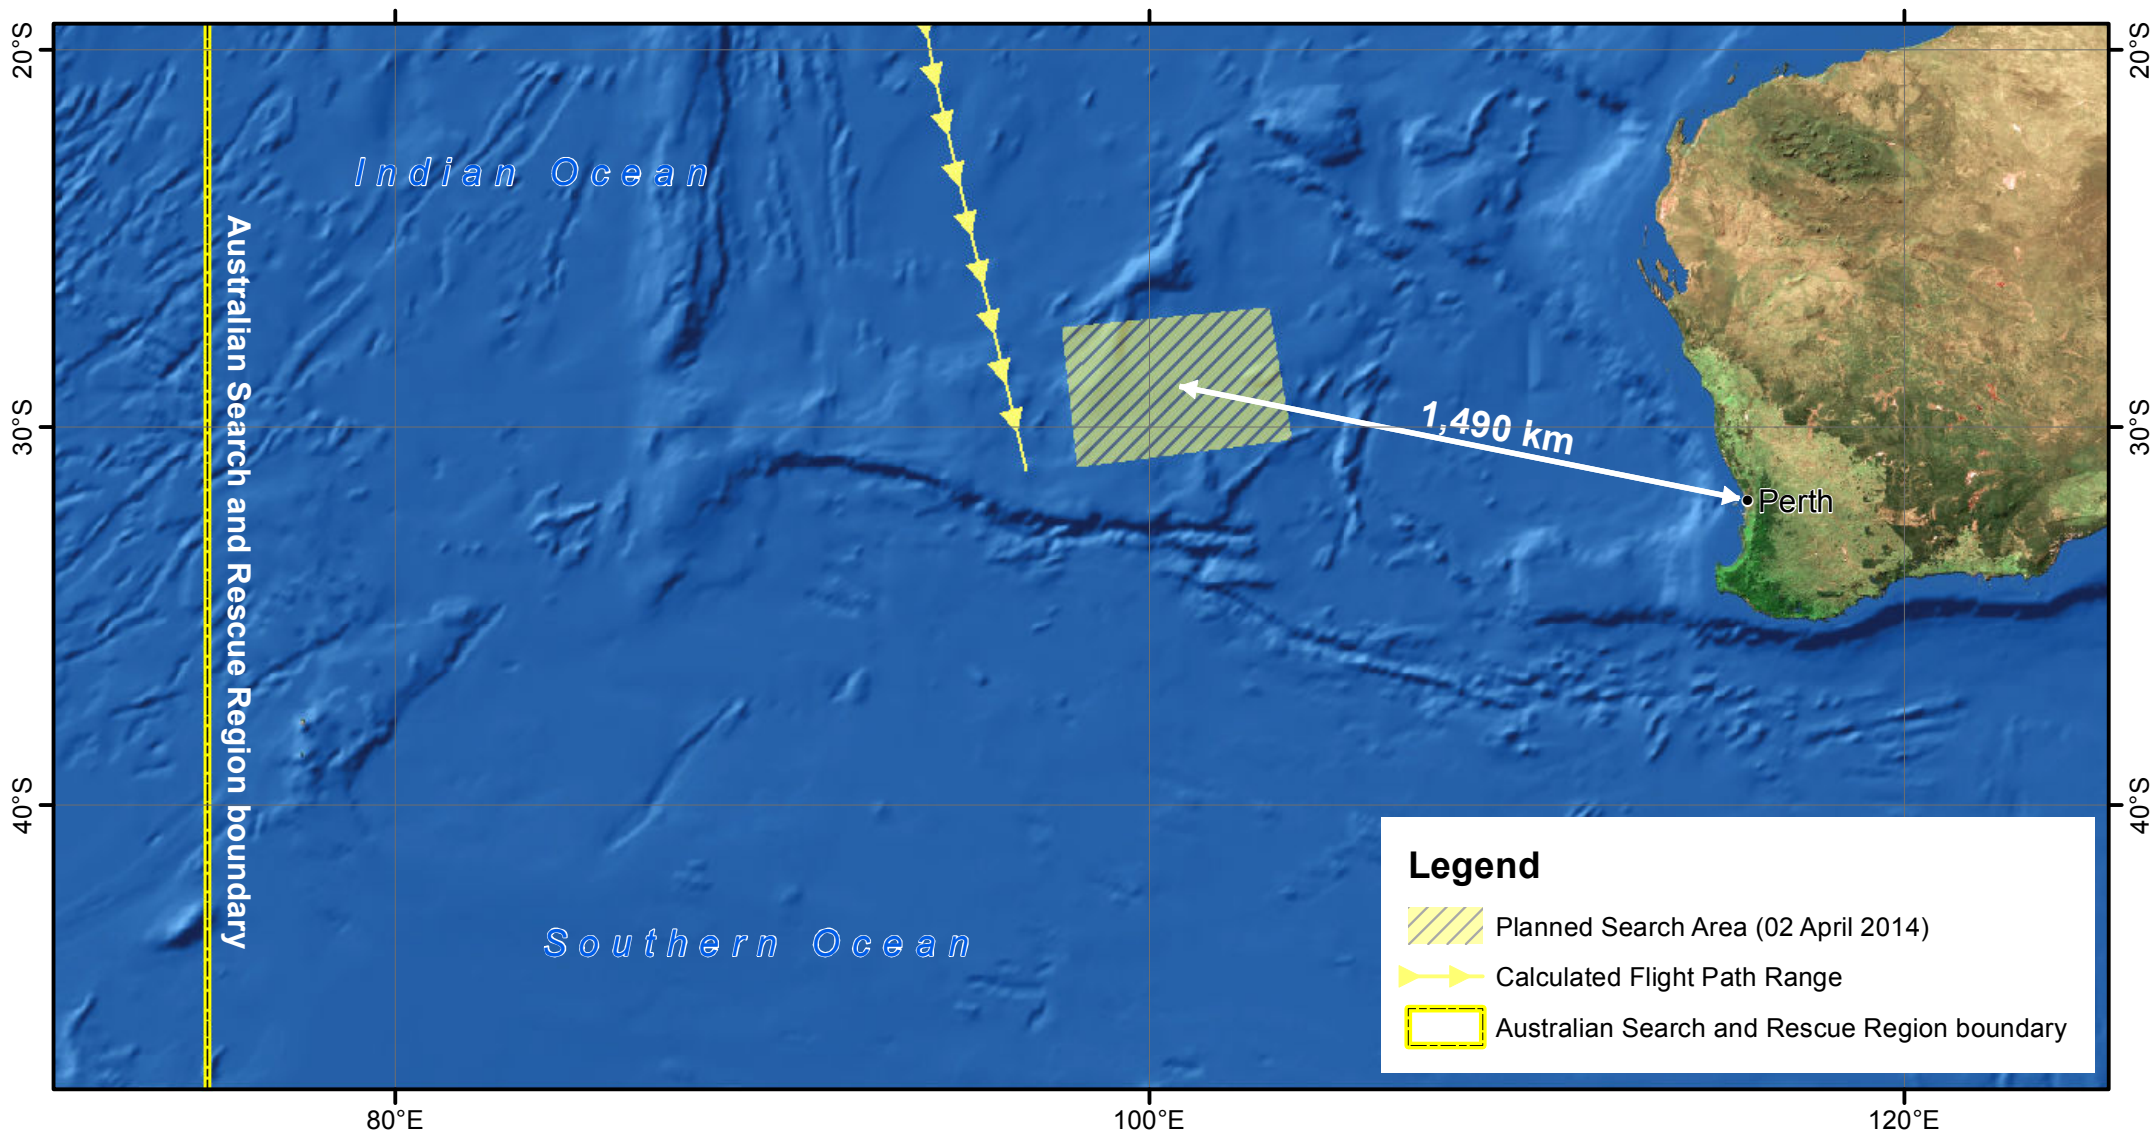 20°S
20°S
Indian Ocean
Australian Search and Rescue Region boundary
30°S
30°S
1,490 km
Perth
40°S
40°S
Southern Ocean
Legend
Planned Search Area (02 April 2014)
Calculated Flight Path Range
Australian Search and Rescue Region boundary
80°E
100°E
120°E